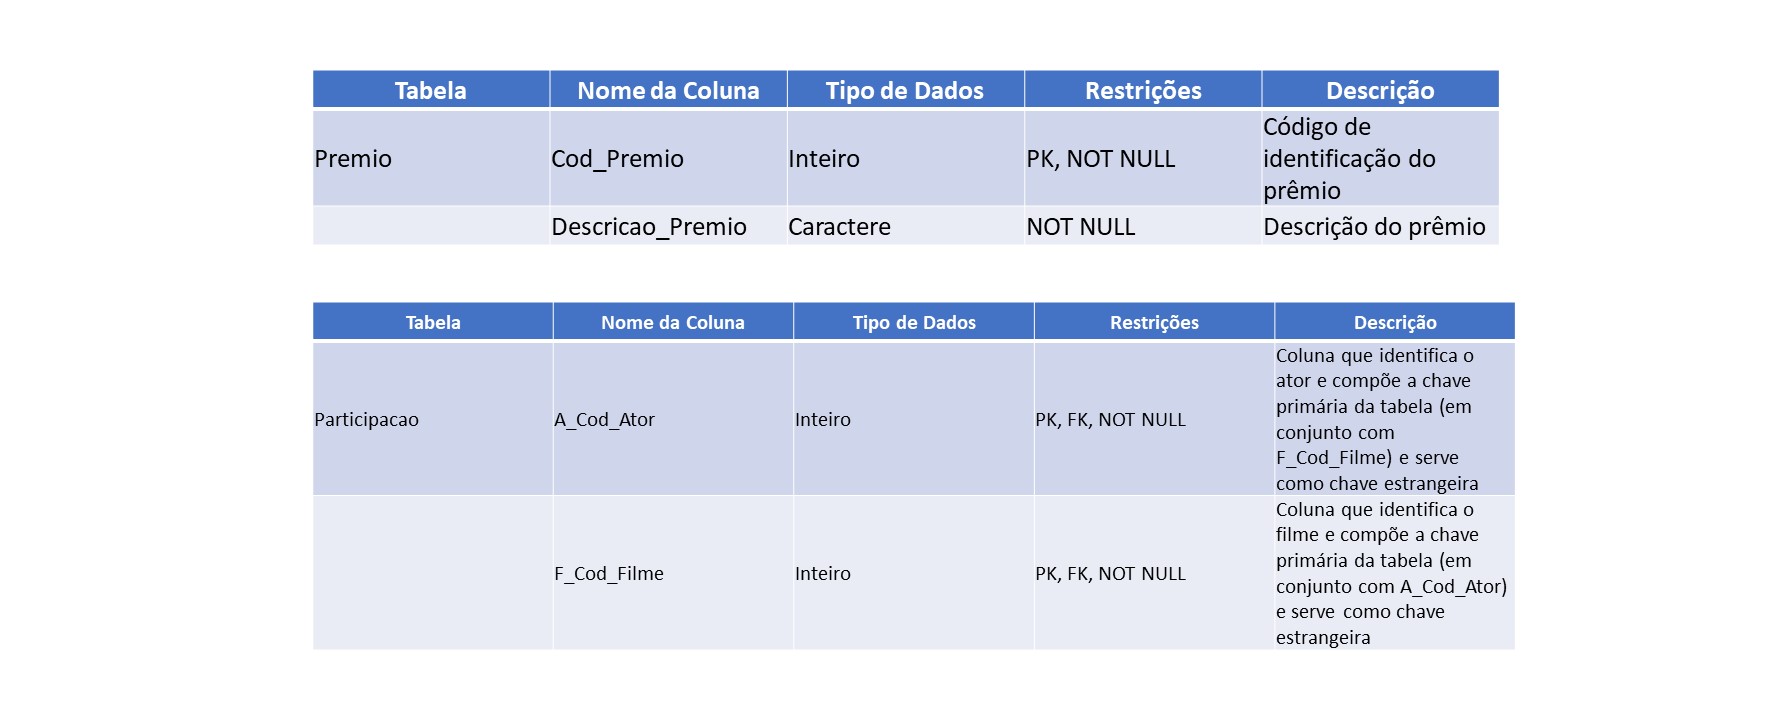 Tabela Nome da Coluna Tipo de Dados Restrições Descrição
Premio Cod_Premio Inteiro PK, NOT NULL Código de
identificação do
prêmio
Descricao_Premio Caractere NOT NULL Descrição do prêmio
Tabela Nome da Coluna Tipo de Dados Restrições Descrição
Participacao A_Cod_Ator Inteiro PK, FK, NOT NULL Coluna que identifica o
ator e compõe a chave
primária da tabela (em
conjunto com
F_Cod_Filme) e serve
como chave estrangeira
F_Cod_Filme Inteiro PK, FK, NOT NULL Coluna que identifica o
filme e compõe a chave
primária da tabela (em
conjunto com A_Cod_Ator)
e serve como chave
estrangeira